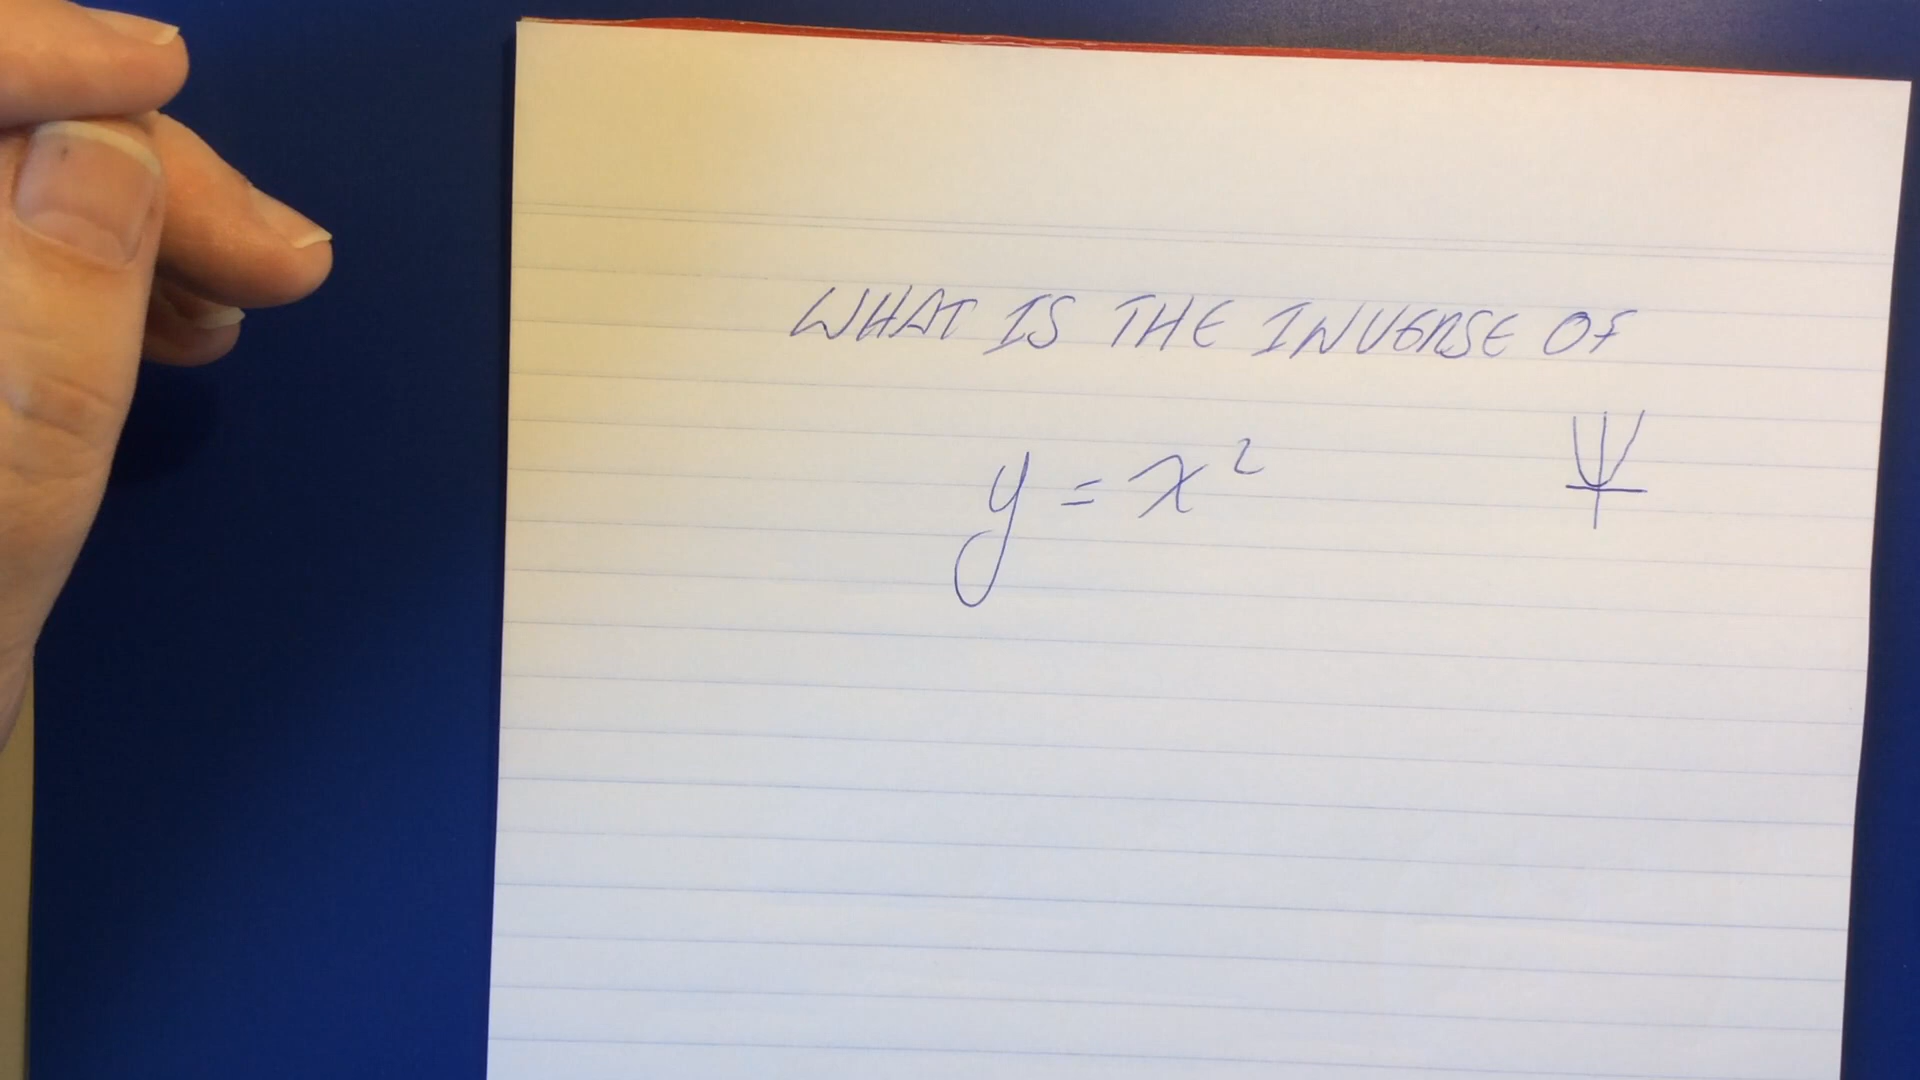 WHAT IS THE INVERSE OF
y = x²